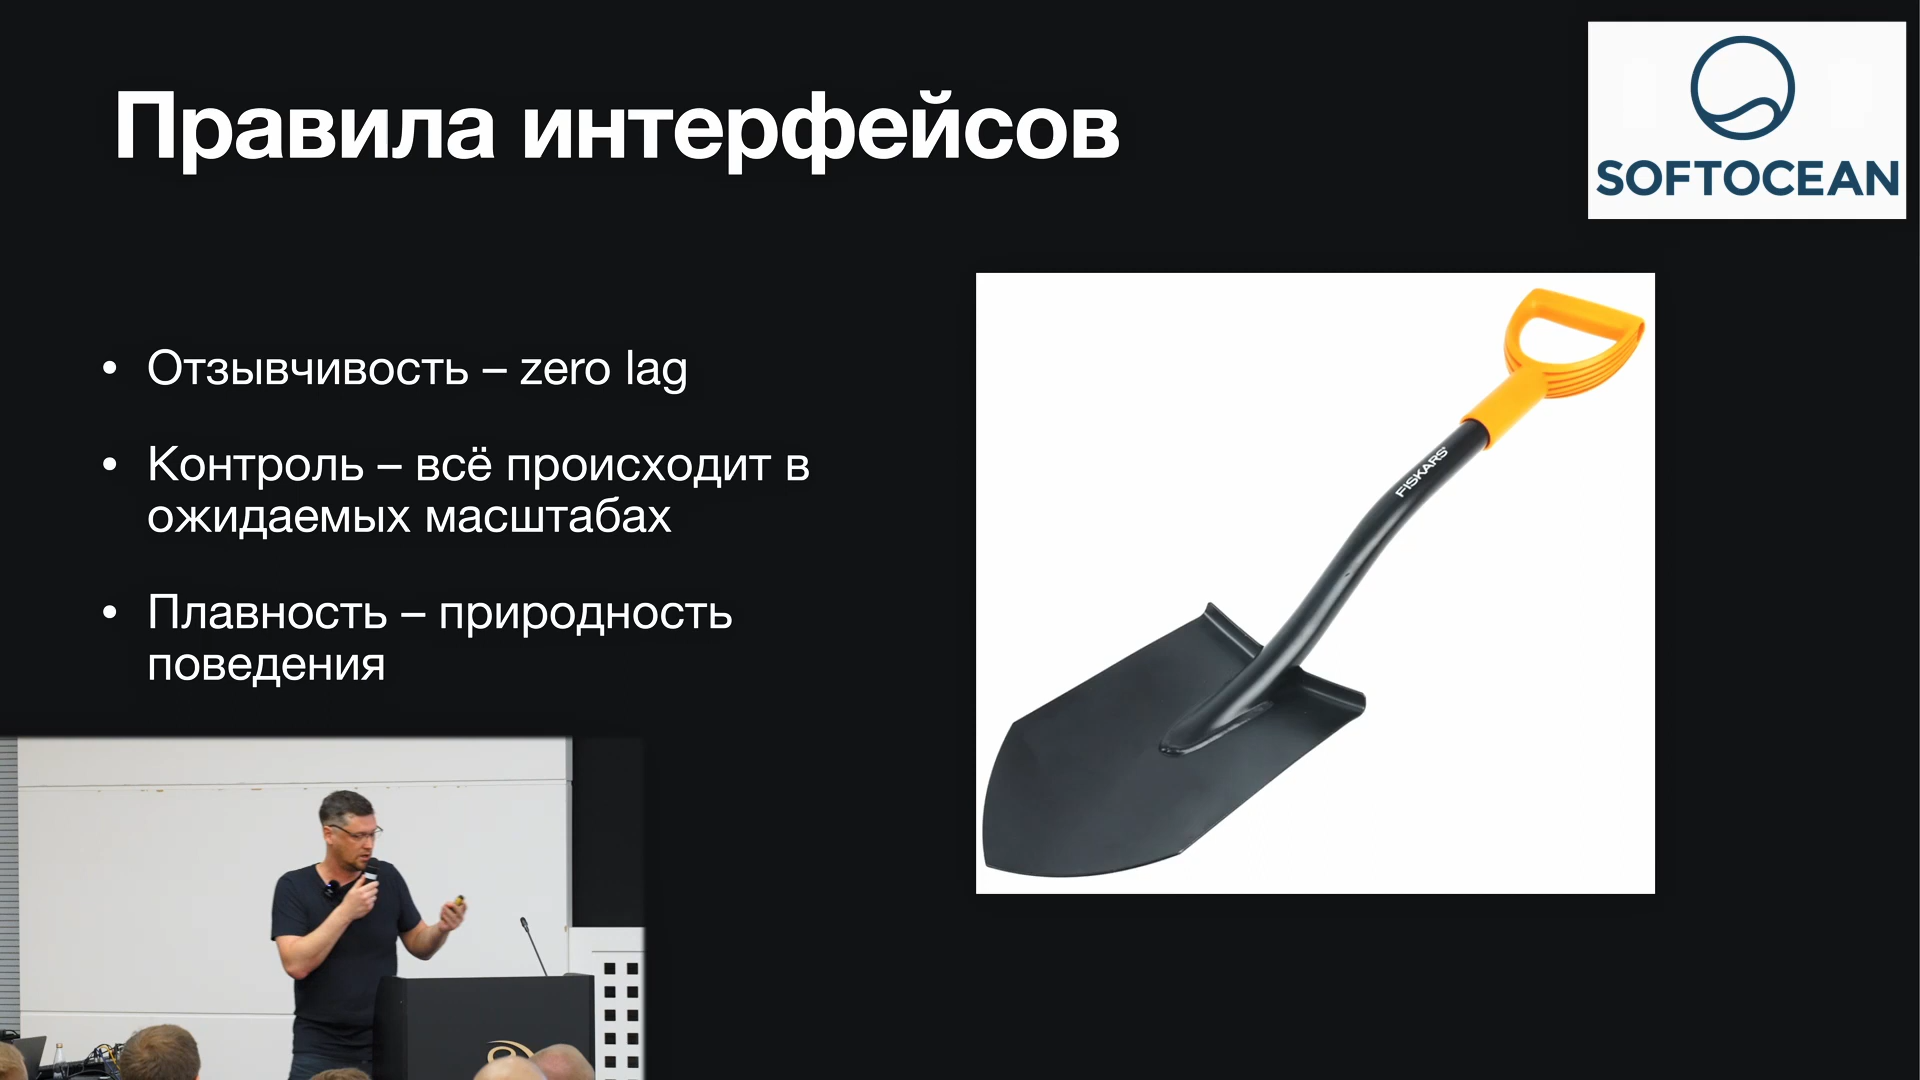 Правила интерфейсов
SOFTOCEAN
• Отзывчивость – zero lag
• Контроль – всё происходит в
ожидаемых масштабах
• Плавность – природность
поведения
FISKARS